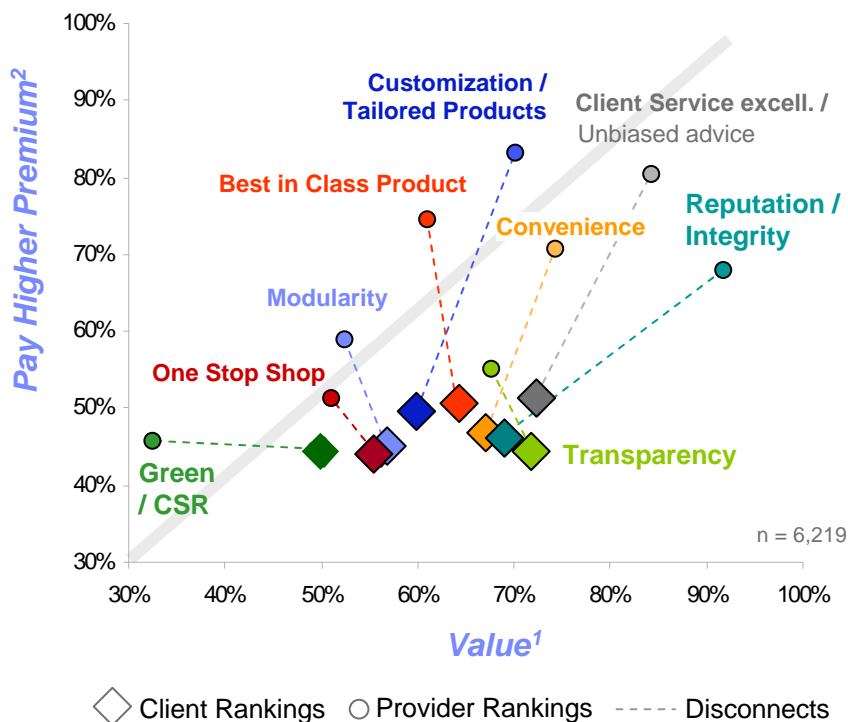 100%
90%
80%
70%
60%
50%
40%
30%
Pay Higher Premium2
Customization /
Tailored Products
Client Service excell. /
Unbiased advice
Best in Class Product
Reputation /
Integrity
Convenience
Modularity
One Stop Shop
Transparency
Green
/ CSR
n = 6,219
30% 40% 50% 60% 70% 80% 90% 100%
Value1
Client Rankings Provider Rankings Disconnects